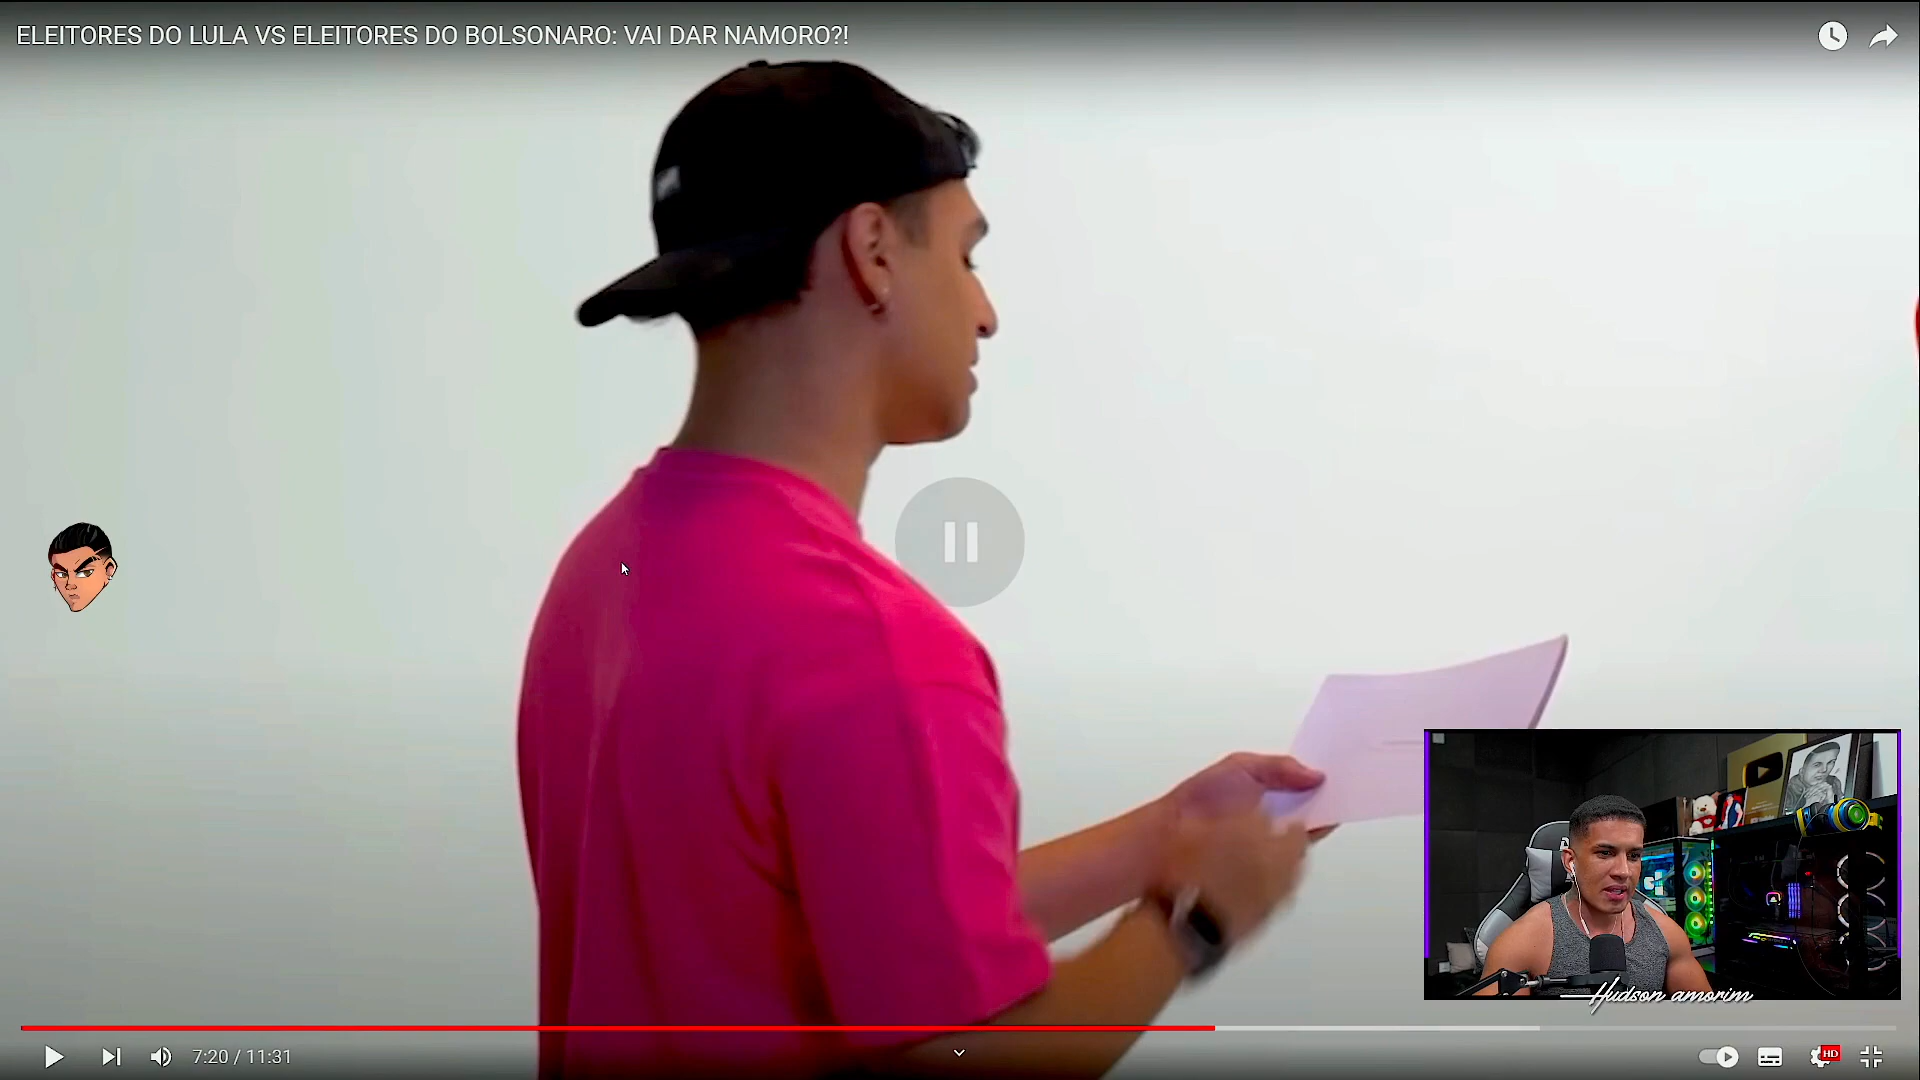 ELEITORES DO LULA VS ELEITORES DO BOLSONARO: VAI DAR NAMORO?!
Hudson amorim
7:20 / 11:31
HD